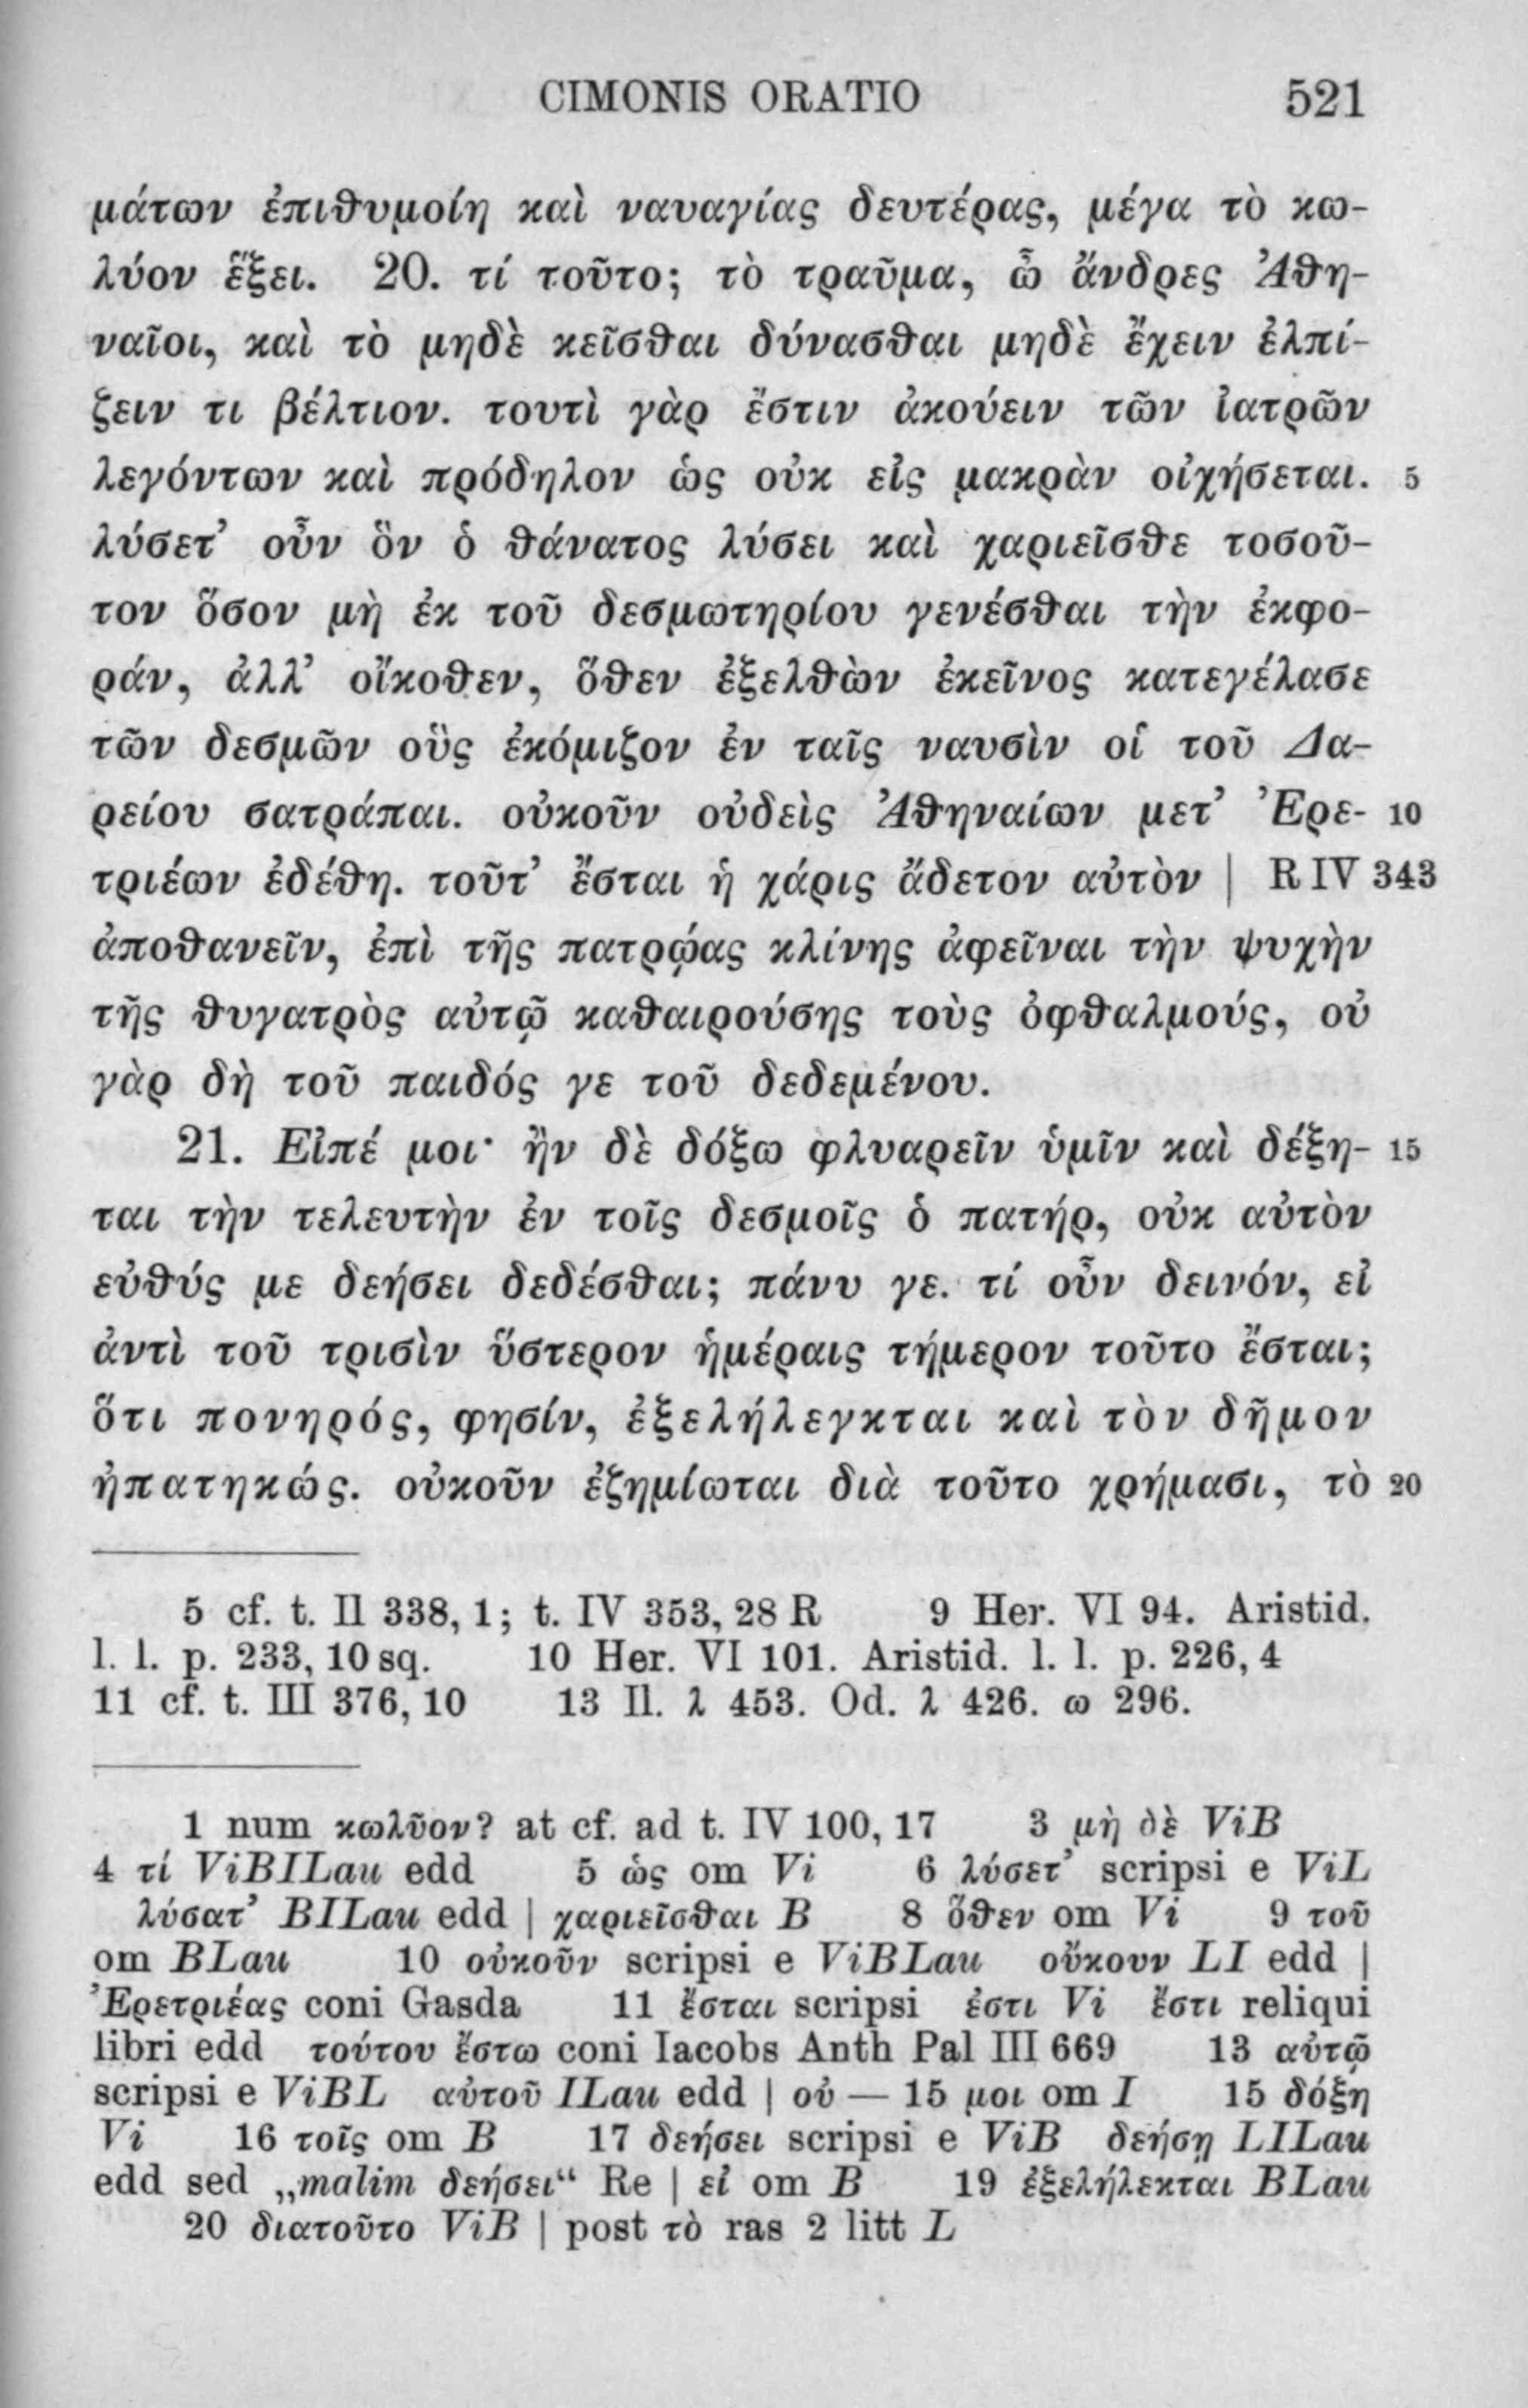 CIMONIS ORATIO 521
μάτων ἐπιθυμοίη καὶ ναυαγίας δευτέρας, μέγα τὸ κω-
λύον ἕξει. 20. τί τοῦτο; τὸ τραῦμα, ὦ ἄνδρες Ἀθη-
ναῖοι, καὶ τὸ μηδὲ κεῖσθαι δύνασθαι μηδὲ ἔχειν ἐλπί-
ζειν τι βέλτιον. τουτὶ γὰρ ἔστιν ἀκούειν τῶν ἰατρῶν
λεγόντων καὶ πρόδηλον ὡς οὐκ εἰς μακρὰν οἰχήσεται. 5
λύσετ’ οὖν ὃν ὁ θάνατος λύσει καὶ χαριεῖσθε τοσοῦ-
τον ὅσον μὴ ἐκ τοῦ δεσμωτηρίου γενέσθαι τὴν ἐκφο-
ράν, ἀλλ’ οἴκοθεν, ὅθεν ἐξελθὼν ἐκεῖνος κατεγέλασε
τῶν δεσμῶν οὓς ἐκόμιζον ἐν ταῖς ναυσὶν οἱ τοῦ Δα-
ρείου σατράπαι. οὐκοῦν οὐδεὶς Ἀθηναίων μετ’ Ἐρε- 10
τριέων ἐδέθη. τοῦτ’ ἔσται ἡ χάρις ἄδετον αὐτὸν | R IV 343
ἀποθανεῖν, ἐπὶ τῆς πατρῴας κλίνης ἀφεῖναι τὴν ψυχὴν
τῆς θυγατρὸς αὐτῷ καθαιρούσης τοὺς ὀφθαλμούς, οὐ
γὰρ δὴ τοῦ παιδός γε τοῦ δεδεμένου.
21. Εἰπέ μοι· ἢν δὲ δόξω φλυαρεῖν ὑμῖν καὶ δέξη- 15
ται τὴν τελευτὴν ἐν τοῖς δεσμοῖς ὁ πατήρ, οὐκ αὐτὸν
εὐθύς με δεήσει δεδέσθαι; πάνυ γε. τί οὖν δεινόν, εἰ
ἀντὶ τοῦ τρισὶν ὕστερον ἡμέραις τήμερον τοῦτο ἔσται;
ὅτι πονηρός, φησίν, ἐξελήλεγκται καὶ τὸν δῆμον
ἠπατηκώς. οὐκοῦν ἐζημίωται διὰ τοῦτο χρήμασι, τὸ 20
5 cf. t. II 338, 1; t. IV 353, 28 R 9 Her. VI 94. Aristid.
l. l. p. 233, 10 sq. 10 Her. VI 101. Aristid. l. l. p. 226, 4
11 cf. t. III 376, 10 13 Il. λ 453. Od. λ 426. ω 296.
1 num κωλῦον? at cf. ad t. IV 100, 17 3 μὴ δὲ ViB
4 τί ViBILau edd 5 ὡς om Vi 6 λύσετ’ scripsi e ViL
λύσατ’ BILau edd | χαριεῖσθαι B 8 ὅθεν om Vi 9 τοῦ
om BLau 10 οὐκοῦν scripsi e ViBLau οὔκουν LI edd |
Ἐρετριέας coni Gasda 11 ἔσται scripsi ἐστι Vi ἔστι reliqui
libri edd τούτου ἔστω coni Iacobs Anth Pal III 669 13 αὐτῷ
scripsi e ViBL αὐτοῦ ILau edd | οὐ — 15 μοι om I 15 δόξῃ
Vi 16 τοῖς om B 17 δεήσει scripsi e ViB δεήσῃ LILau
edd sed „malim δεήσει“ Re | εἰ om B 19 ἐξελήλεκται BLau
20 διατοῦτο ViB | post τὸ ras 2 litt L